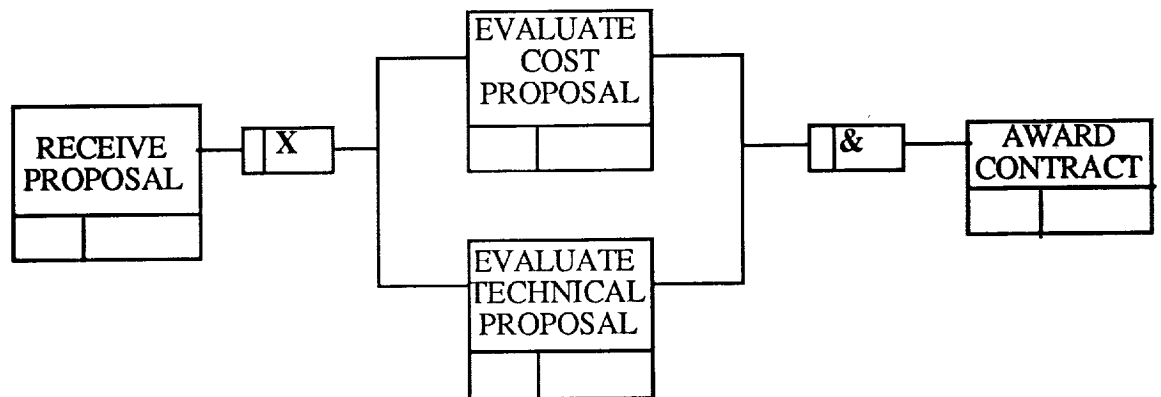 RECEIVE
PROPOSAL
X
EVALUATE
COST
PROPOSAL
EVALUATE
TECHNICAL
PROPOSAL
&
AWARD
CONTRACT